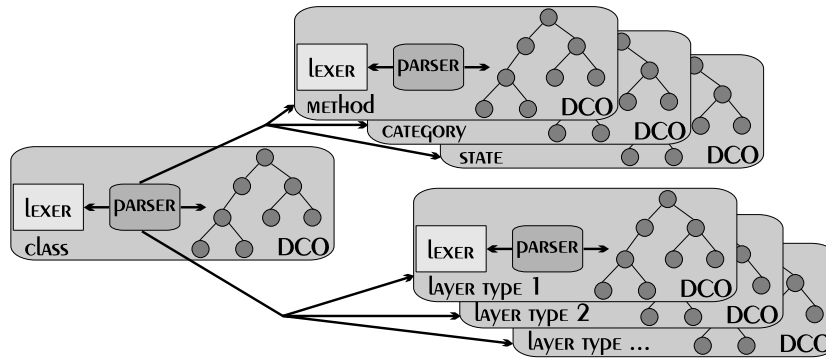 lexer
parser
method
DCO
category
DCO
state
DCO
lexer
parser
class
DCO
lexer
parser
layer type 1
DCO
layer type 2
DCO
layer type ...
DCO